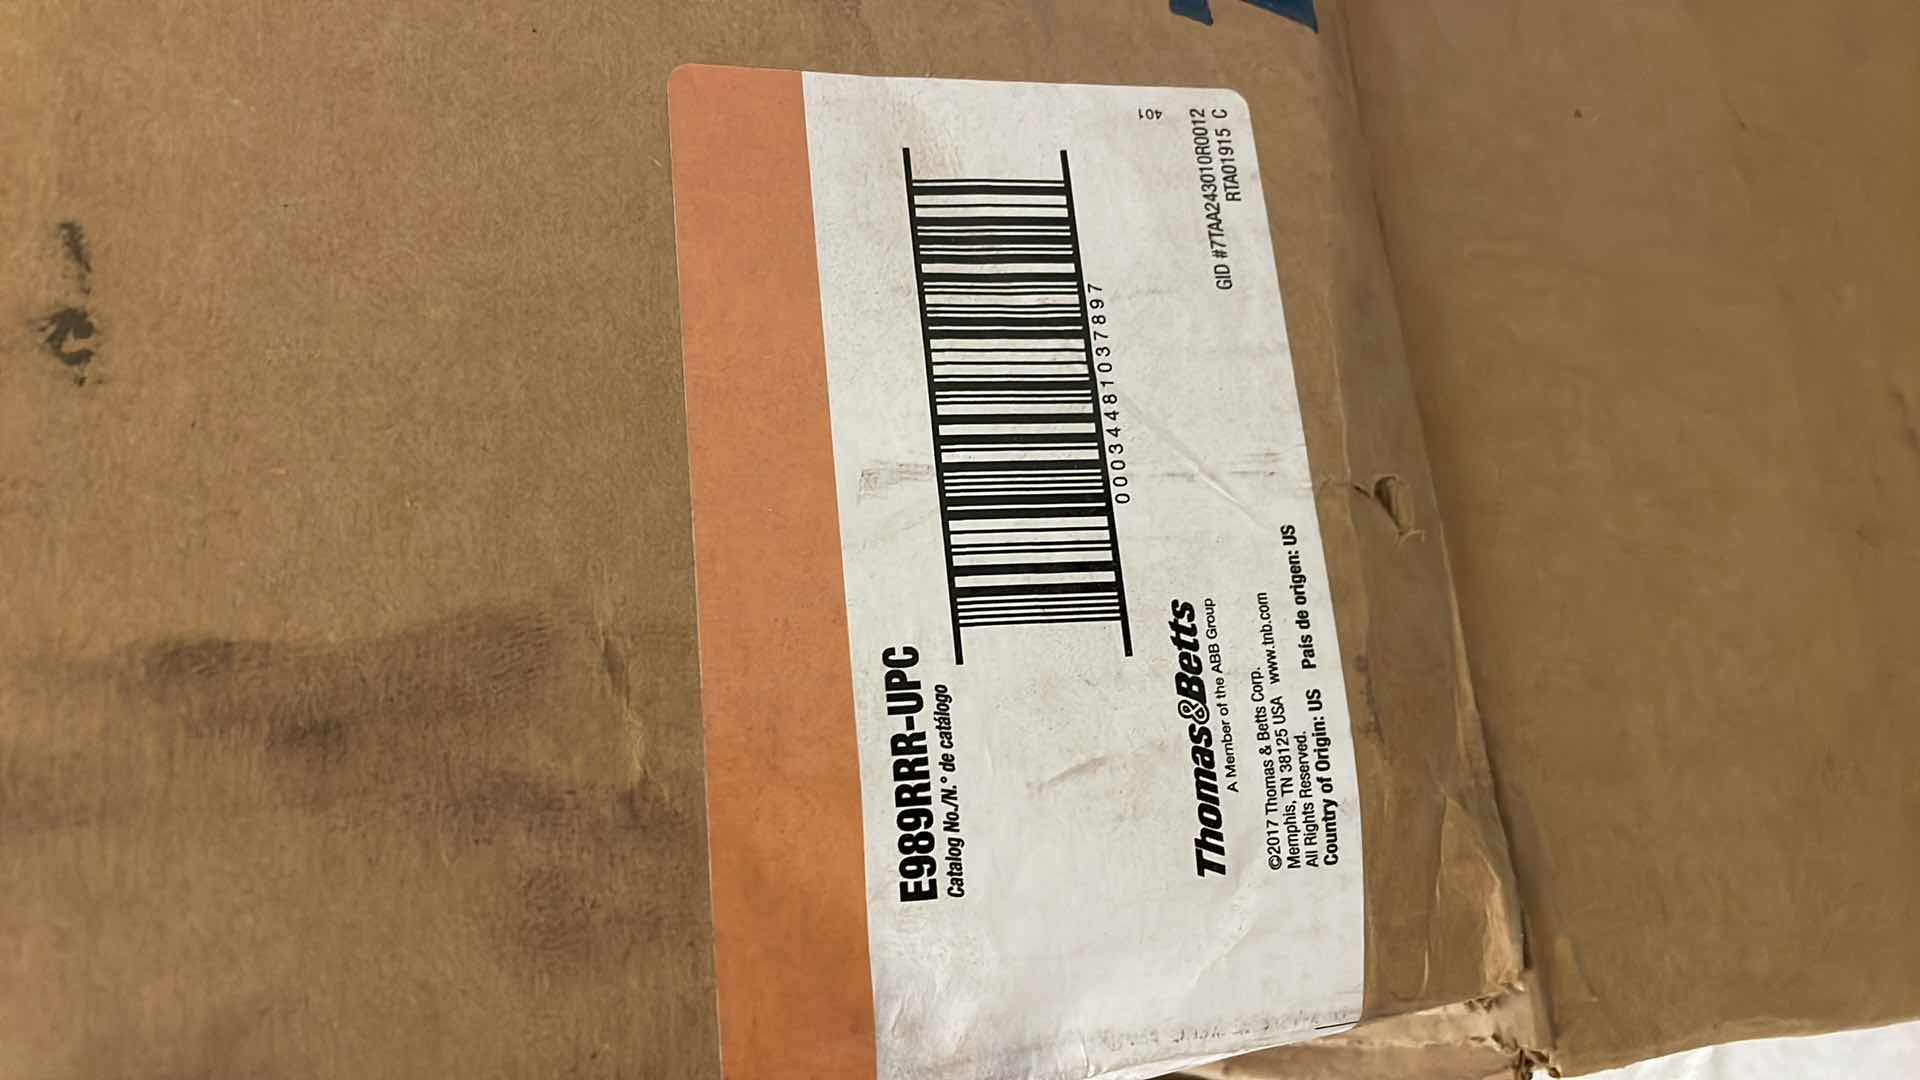 E989RRR-UPC
Catalog No./N.° de catálogo
00034481037897
Thomas&Betts
A Member of the ABB Group
©2017 Thomas & Betts Corp.
Memphis, TN 38125 USA www.tnb.com
All Rights Reserved.
Country of Origin: US País de origen: US
401
GID #7TAA243010R0012
RTA01915 C